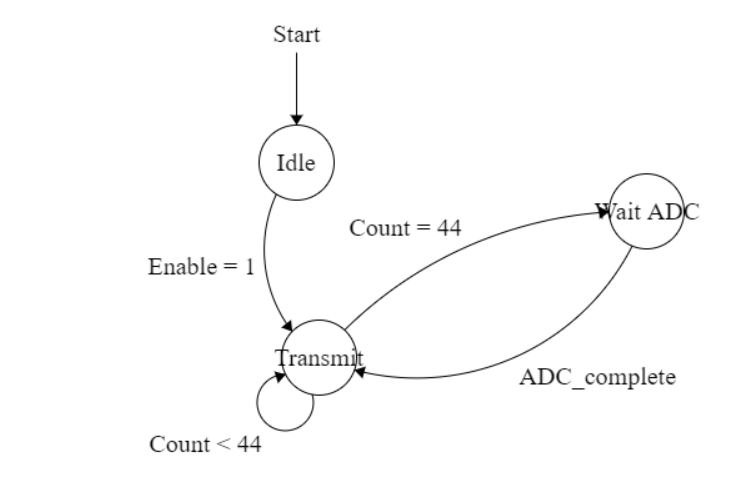 Start
Idle
Wait ADC
Count = 44
Enable = 1
Transmit
ADC_complete
Count < 44